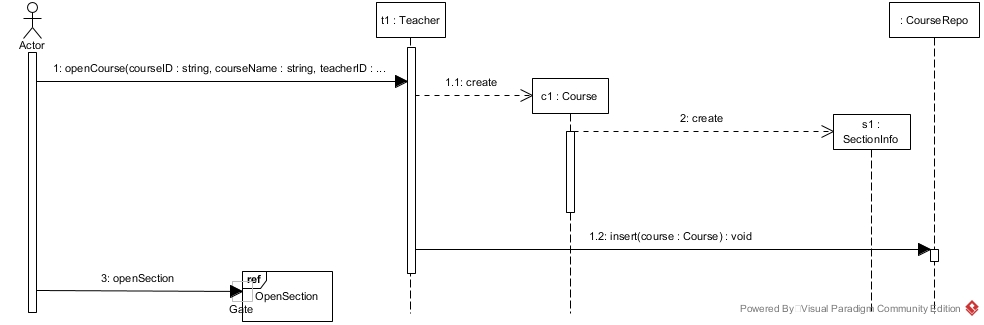 Actor
t1 : Teacher
: CourseRepo
1: openCourse(courseID : string, courseName : string, teacherID : ...
1.1: create
c1 : Course
2: create
s1 :
SectionInfo
1.2: insert(course : Course) : void
3: openSection
ref
OpenSection
Gate
Powered By Visual Paradigm Community Edition